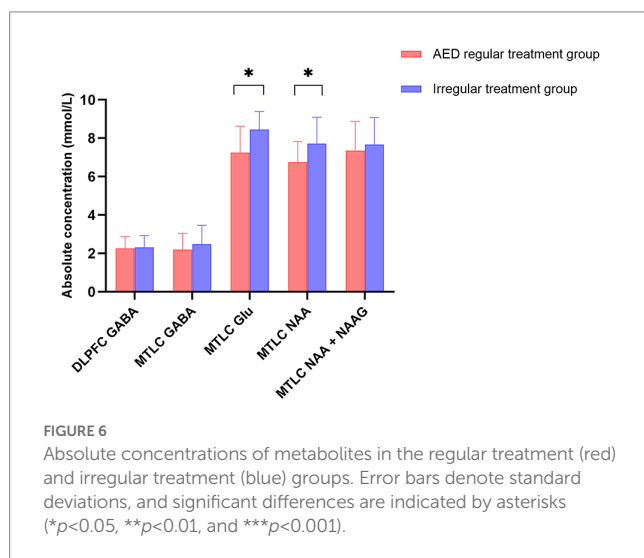 AED regular treatment group
Irregular treatment group
* *
Absolute concentration (mmol/L)
10
8
6
4
2
0
DLPFC GABA
MTLC GABA
MTLC Glu
MTLC NAA
MTLC NAA + NAAG
FIGURE 6
Absolute concentrations of metabolites in the regular treatment (red)
and irregular treatment (blue) groups. Error bars denote standard
deviations, and significant differences are indicated by asterisks
(*p<0.05, **p<0.01, and ***p<0.001).